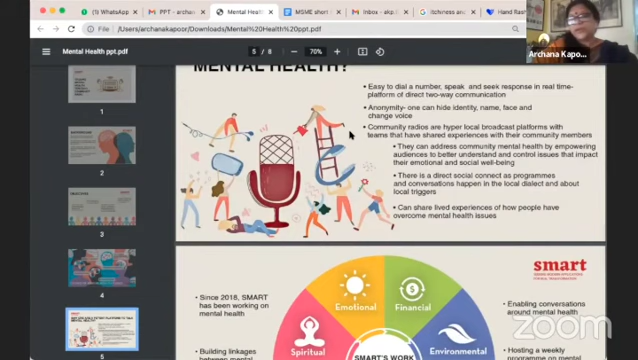 (1) WhatsApp
PPT - archan
Mental Health ppt
MSME short
Inbox - akp.
itchiness and
Hand Rash
File /Users/archanakapoor/Downloads/Mental%20Health%20ppt.pdf
Mental Health ppt.pdf
5 / 8
70%
Archana Kapo...
1
2
3
4
5
MENTAL HEALTH?
• Easy to dial a number, speak and seek response in real time-
platform of direct two-way communication
• Anonymity- one can hide identity, name, face and
change voice
• Community radios are hyper local broadcast platforms with
teams that have shared experiences with their community members
• They can address community mental health by empowering
audiences to better understand and control issues that impact
their emotional and social well-being
• There is a direct social connect as programmes
and conversations happen in the local dialect and about
local triggers
• Can share lived experiences of how people have
overcome mental health issues
smart
• Since 2018, SMART
has been working on
mental health
• Building linkages
between mental
Emotional
Financial
Spiritual
Environmental
SMART'S WORK
• Enabling conversations
around mental health
• Hosting a weekly
programme on mental
zoom